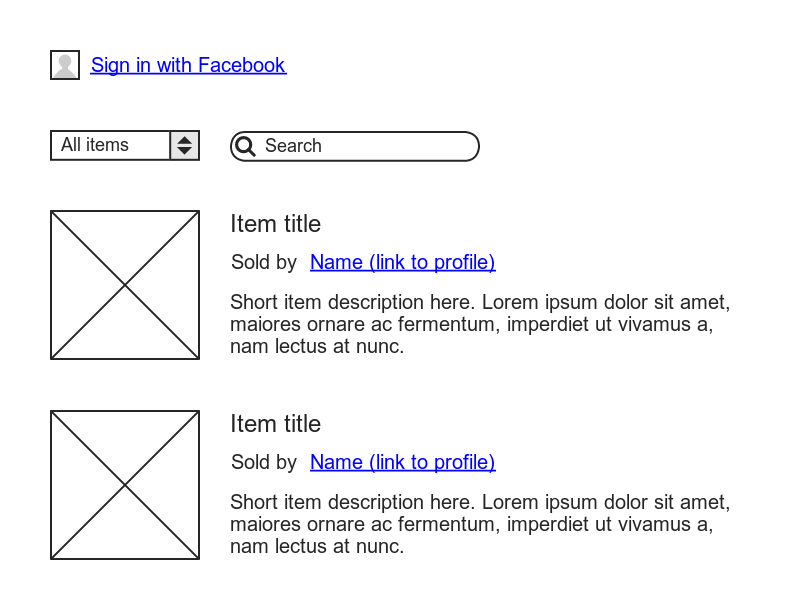 Sign in with Facebook
All items
Search
Item title
Sold by Name (link to profile)
Short item description here. Lorem ipsum dolor sit amet,
maiores ornare ac fermentum, imperdiet ut vivamus a,
nam lectus at nunc.
Item title
Sold by Name (link to profile)
Short item description here. Lorem ipsum dolor sit amet,
maiores ornare ac fermentum, imperdiet ut vivamus a,
nam lectus at nunc.